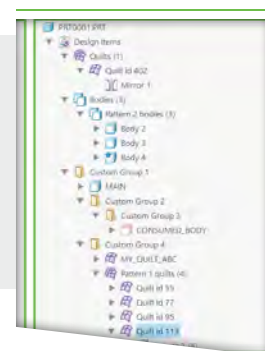 PRT0001.PRT
Design Items
Quilts (1)
Quilt id 402
Mirror 1
Bodies (3)
Pattern 2 bodies (3)
Body 2
Body 3
Body 4
Custom Group 1
MAIN
Custom Group 2
Custom Group 3
CONSUMED_BODY
Custom Group 4
MY_QUILT_ABC
Pattern 1 quilts (4)
Quilt id 55
Quilt id 77
Quilt id 95
Quilt id 113